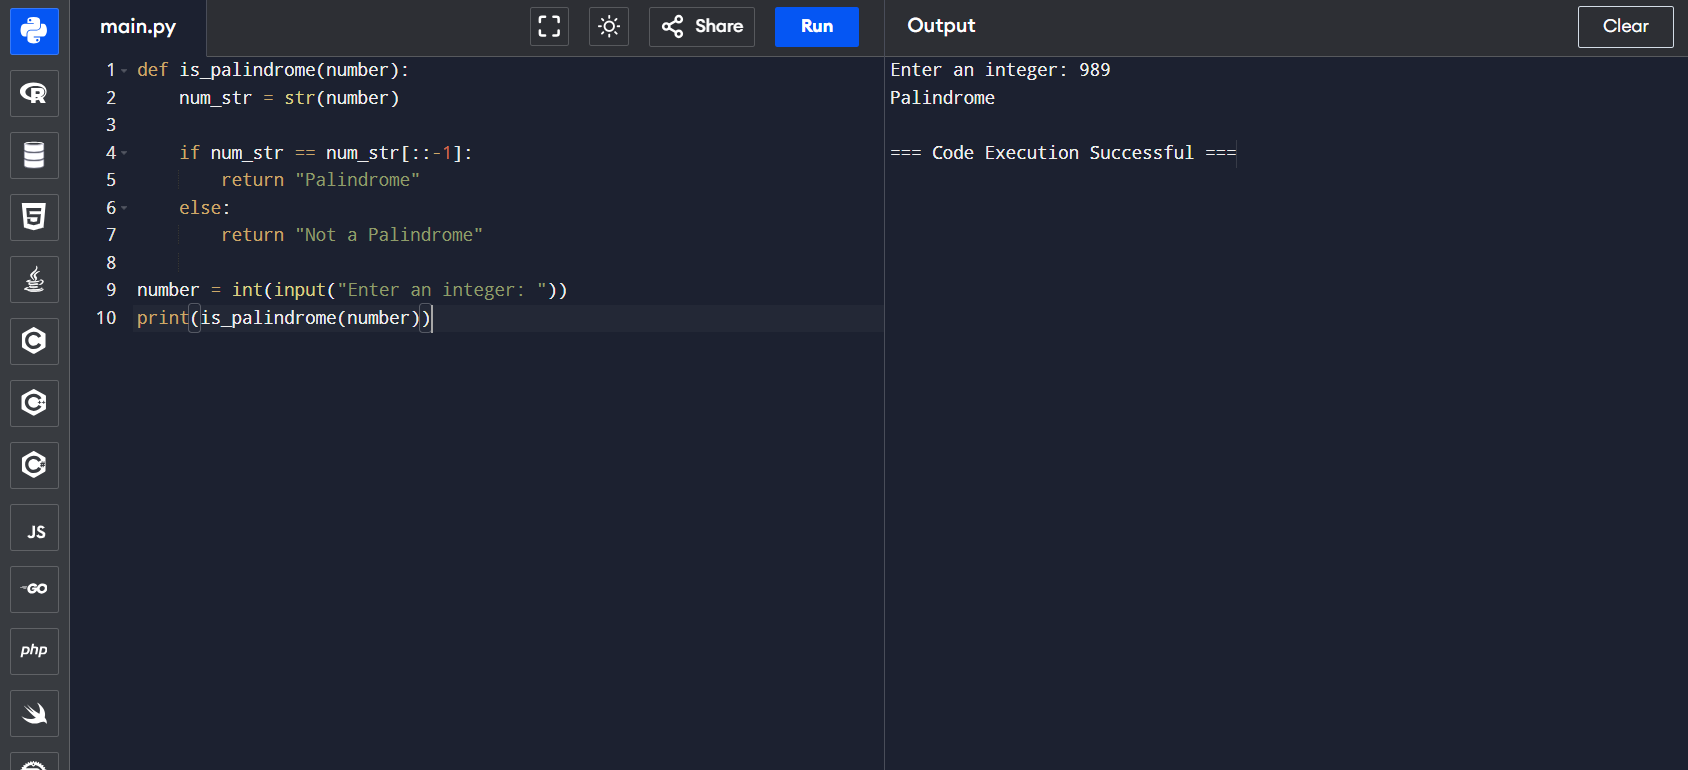 main.py
Share
Run
Output
Clear
1 def is_palindrome(number):
2     num_str = str(number)
3
4     if num_str == num_str[::-1]:
5         return "Palindrome"
6     else:
7         return "Not a Palindrome"
8
9 number = int(input("Enter an integer: "))
10 print(is_palindrome(number))
Enter an integer: 989
Palindrome
=== Code Execution Successful ===
R
5
C
C++
C#
JS
GO
php